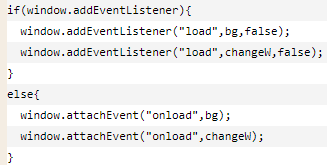 if(window.addEventListener){
  window.addEventListener("load",bg,false);
  window.addEventListener("load",changeW,false);
}
else{
  window.attachEvent("onload",bg);
  window.attachEvent("onload",changeW);
}